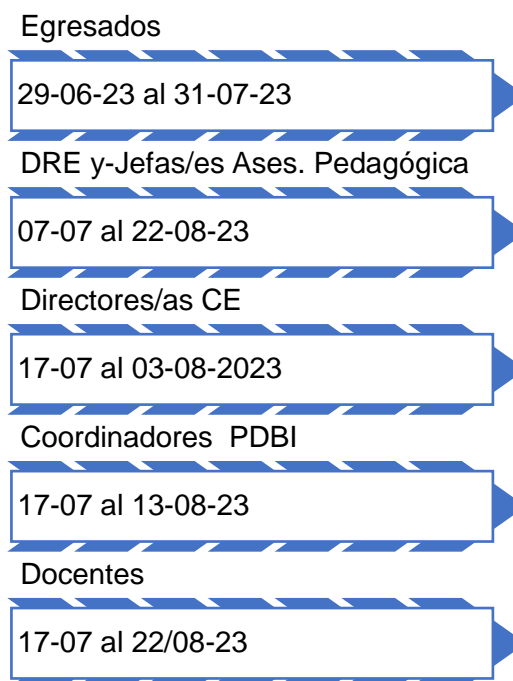 Egresados
29-06-23 al 31-07-23
DRE y-Jefas/es Ases. Pedagógica
07-07 al 22-08-23
Directores/as CE
17-07 al 03-08-2023
Coordinadores PDBI
17-07 al 13-08-23
Docentes
17-07 al 22/08-23